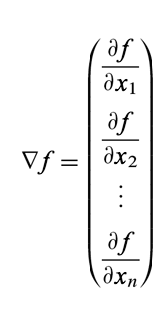 ∇f = 
∂f
∂x₁
∂f
∂x₂
⋮
∂f
∂xₙ